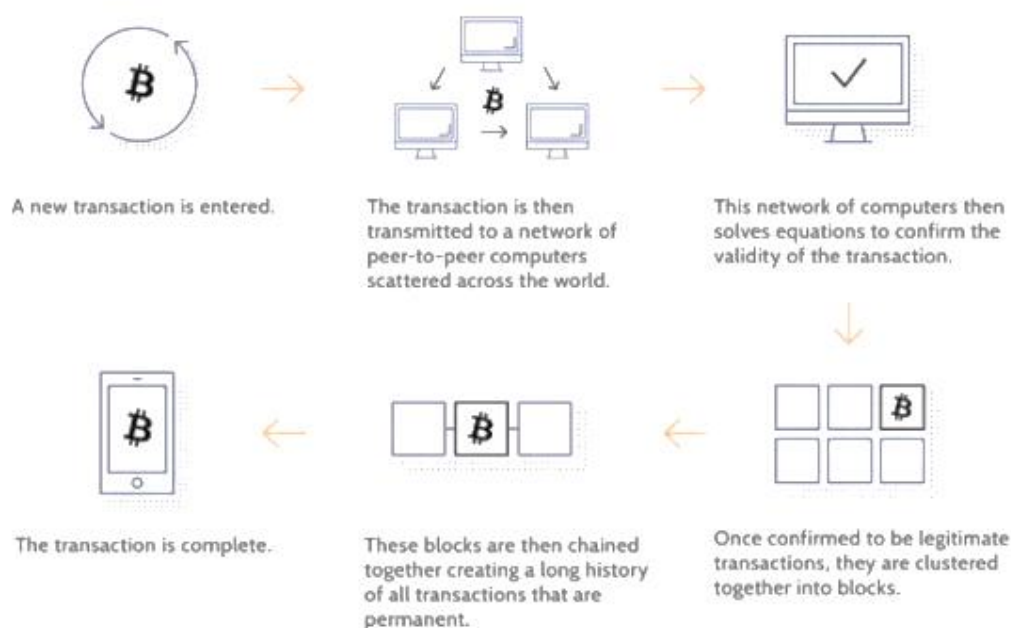 A new transaction is entered.
The transaction is then
transmitted to a network of
peer-to-peer computers
scattered across the world.
This network of computers then
solves equations to confirm the
validity of the transaction.
Once confirmed to be legitimate
transactions, they are clustered
together into blocks.
These blocks are then chained
together creating a long history
of all transactions that are
permanent.
The transaction is complete.